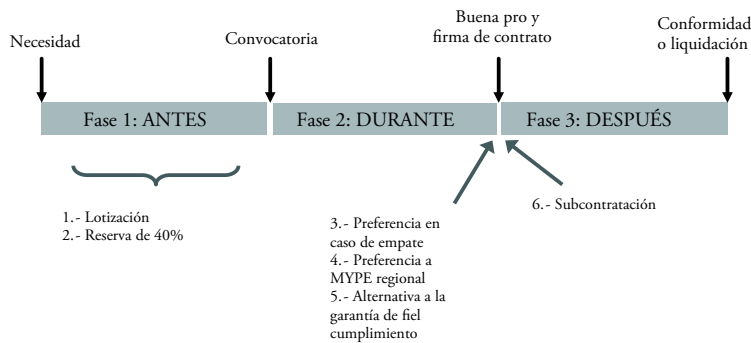 Necesidad
Convocatoria
Buena pro y
firma de contrato
Conformidad
o liquidación
Fase 1: ANTES
Fase 2: DURANTE
Fase 3: DESPUÉS
1.- Lotización
2.- Reserva de 40%
3.- Preferencia en
caso de empate
4.- Preferencia a
MYPE regional
5.- Alternativa a la
garantía de fiel
cumplimiento
6.- Subcontratación